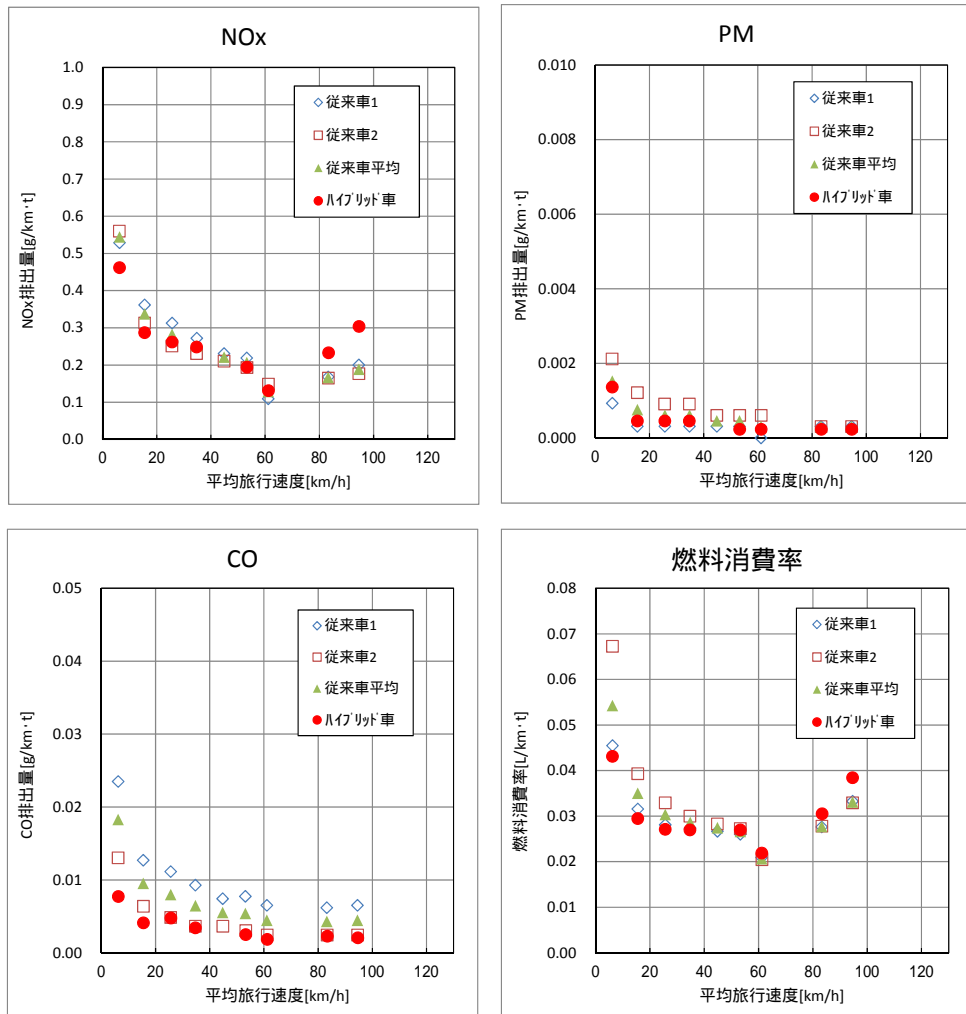 NOx
1.0
0.9
0.8
0.7
0.6
0.5
0.4
0.3
0.2
0.1
0.0
NOx排出量[g/km·t]
従来車1
従来車2
従来車平均
ﾊｲﾌﾞﾘｯﾄﾞ車
0 20 40 60 80 100 120
平均旅行速度[km/h]
PM
0.010
0.008
0.006
0.004
0.002
0.000
PM排出量[g/km·t]
従来車1
従来車2
従来車平均
ﾊｲﾌﾞﾘｯﾄﾞ車
0 20 40 60 80 100 120
平均旅行速度[km/h]
CO
0.05
0.04
0.03
0.02
0.01
0.00
CO排出量[g/km·t]
従来車1
従来車2
従来車平均
ﾊｲﾌﾞﾘｯﾄﾞ車
0 20 40 60 80 100 120
平均旅行速度[km/h]
燃料消費率
0.08
0.07
0.06
0.05
0.04
0.03
0.02
0.01
0.00
燃料消費率[L/km·t]
従来車1
従来車2
従来車平均
ﾊｲﾌﾞﾘｯﾄﾞ車
0 20 40 60 80 100 120
平均旅行速度[km/h]